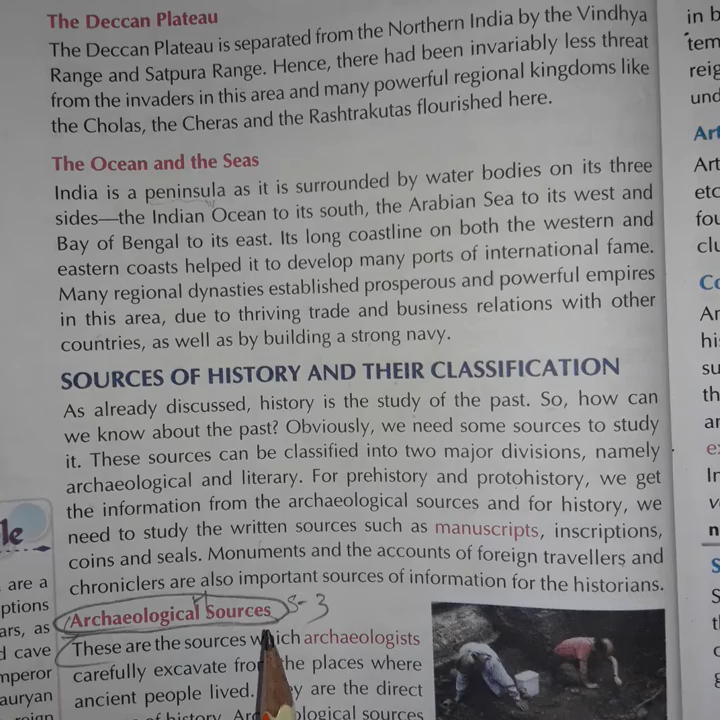 The Deccan Plateau
The Deccan Plateau is separated from the Northern India by the Vindhya
Range and Satpura Range. Hence, there had been invariably less threat
from the invaders in this area and many powerful regional kingdoms like
the Cholas, the Cheras and the Rashtrakutas flourished here.
The Ocean and the Seas
India is a peninsula as it is surrounded by water bodies on its three
sides—the Indian Ocean to its south, the Arabian Sea to its west and
Bay of Bengal to its east. Its long coastline on both the western and
eastern coasts helped it to develop many ports of international fame.
Many regional dynasties established prosperous and powerful empires
in this area, due to thriving trade and business relations with other
countries, as well as by building a strong navy.
SOURCES OF HISTORY AND THEIR CLASSIFICATION
As already discussed, history is the study of the past. So, how can
we know about the past? Obviously, we need some sources to study
it. These sources can be classified into two major divisions, namely
archaeological and literary. For prehistory and protohistory, we get
the information from the archaeological sources and for history, we
need to study the written sources such as manuscripts, inscriptions,
coins and seals. Monuments and the accounts of foreign travellers and
chroniclers are also important sources of information for the historians.
Archaeological Sources S-3
These are the sources which archaeologists
carefully excavate from the places where
ancient people lived. are the direct
of history.
are a
cave